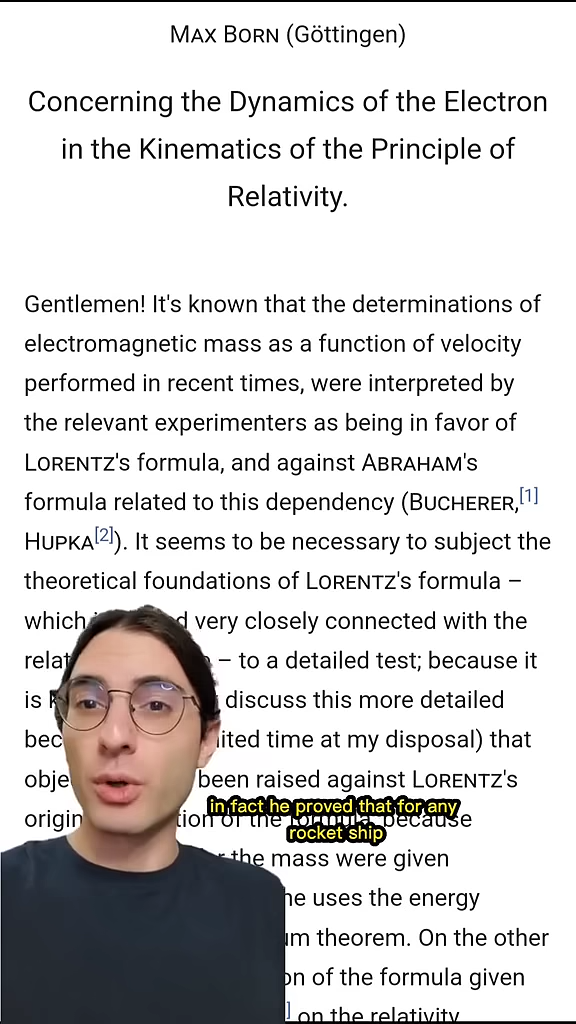 MAX BORN (Göttingen)
Concerning the Dynamics of the Electron
in the Kinematics of the Principle of
Relativity.
Gentlemen! It's known that the determinations of
electromagnetic mass as a function of velocity
performed in recent times, were interpreted by
the relevant experimenters as being in favor of
LORENTZ's formula, and against ABRAHAM's
formula related to this dependency (BUCHERER,[1]
HUPKA[2]). It seems to be necessary to subject the
theoretical foundations of LORENTZ's formula –
which very closely connected with the
– to a detailed test; because it
is discuss this more detailed
time at my disposal) that
been raised against LORENTZ's
of the formula, because
in fact he proved that for any
rocket ship
the mass were given
he uses the energy
theorem. On the other
of the formula given
on the relativity